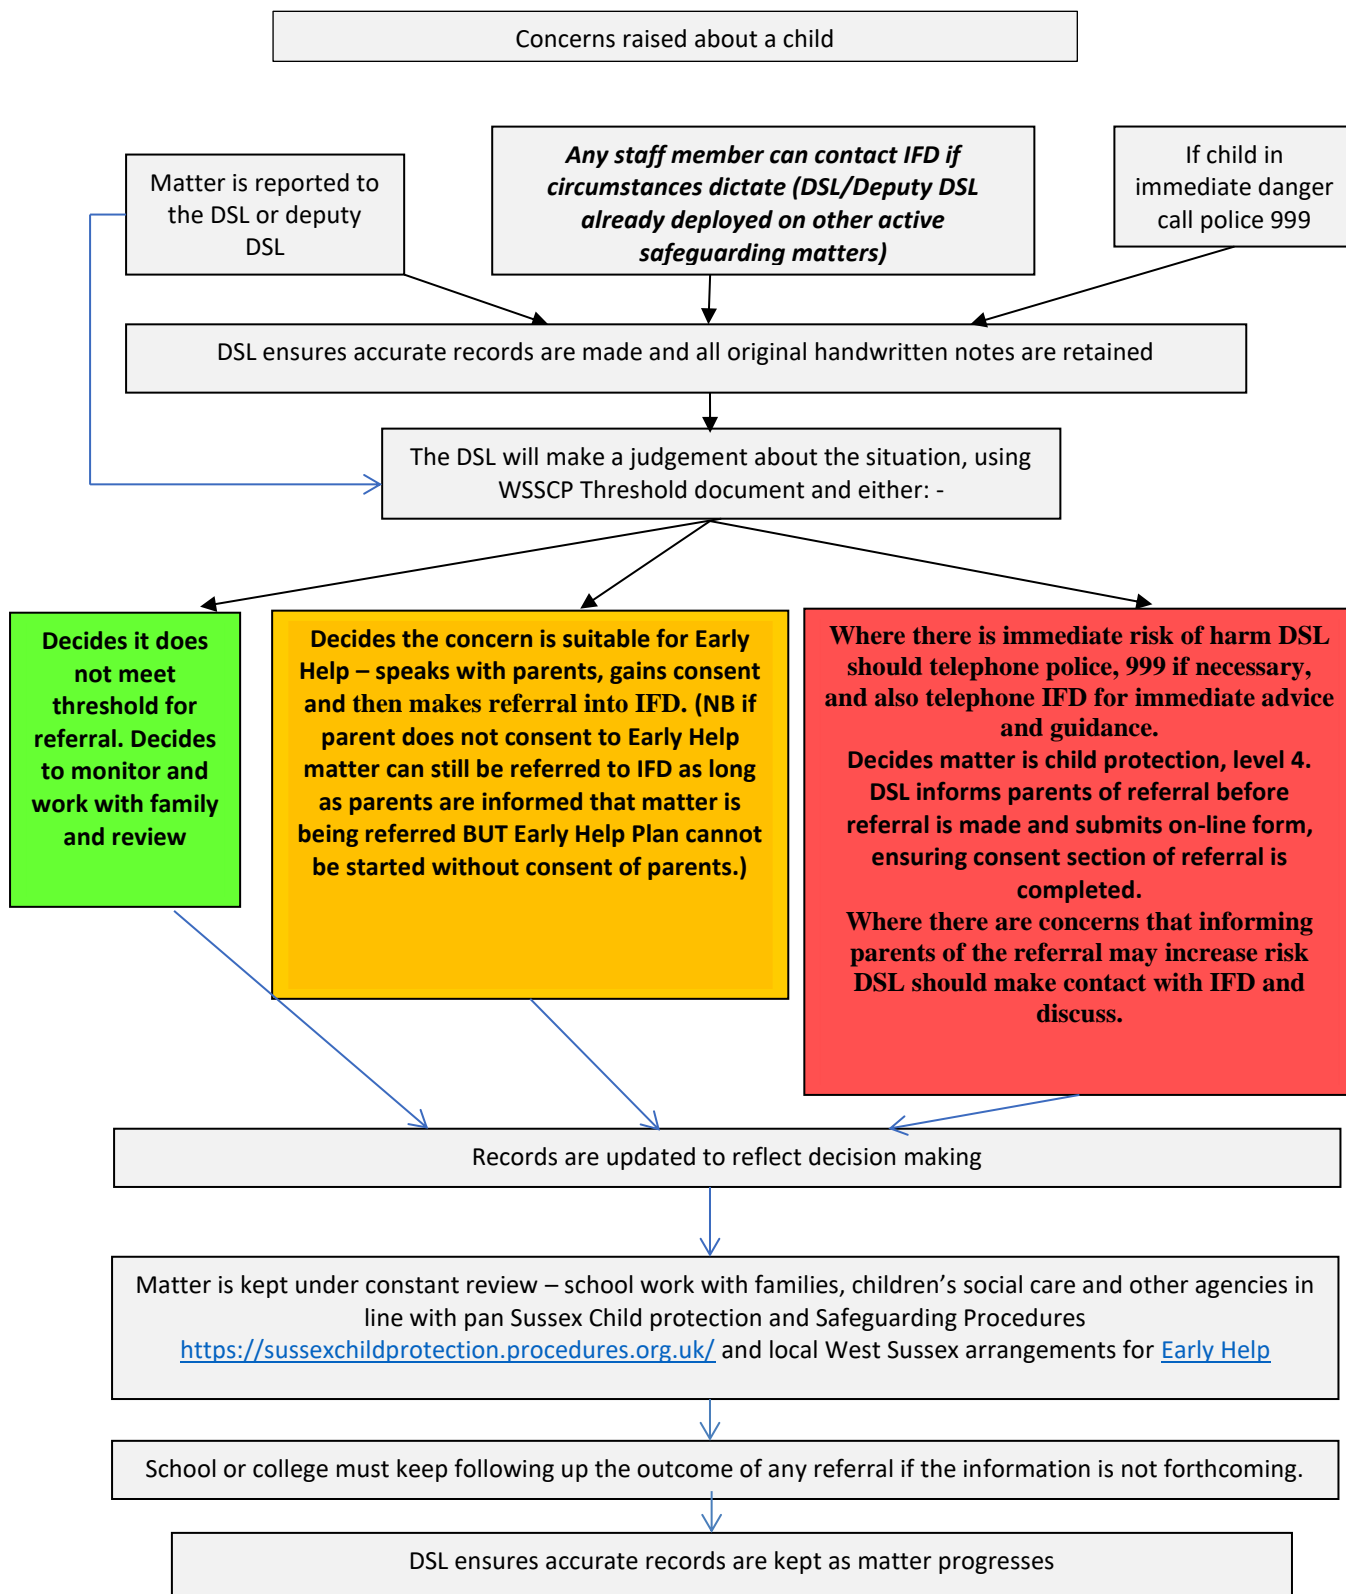 Concerns raised about a child
Matter is reported to
the DSL or deputy
DSL
Any staff member can contact IFD if
circumstances dictate (DSL/Deputy DSL
already deployed on other active
safeguarding matters)
If child in
immediate danger
call police 999
DSL ensures accurate records are made and all original handwritten notes are retained
The DSL will make a judgement about the situation, using
WSSCP Threshold document and either: -
Decides it does
not meet
threshold for
referral. Decides
to monitor and
work with family
and review
Decides the concern is suitable for Early
Help – speaks with parents, gains consent
and then makes referral into IFD. (NB if
parent does not consent to Early Help
matter can still be referred to IFD as long
as parents are informed that matter is
being referred BUT Early Help Plan cannot
be started without consent of parents.)
Where there is immediate risk of harm DSL
should telephone police, 999 if necessary,
and also telephone IFD for immediate advice
and guidance.
Decides matter is child protection, level 4.
DSL informs parents of referral before
referral is made and submits on-line form,
ensuring consent section of referral is
completed.
Where there are concerns that informing
parents of the referral may increase risk
DSL should make contact with IFD and
discuss.
Records are updated to reflect decision making
Matter is kept under constant review – school work with families, children’s social care and other agencies in
line with pan Sussex Child protection and Safeguarding Procedures
https://sussexchildprotection.procedures.org.uk/ and local West Sussex arrangements for Early Help
School or college must keep following up the outcome of any referral if the information is not forthcoming.
DSL ensures accurate records are kept as matter progresses